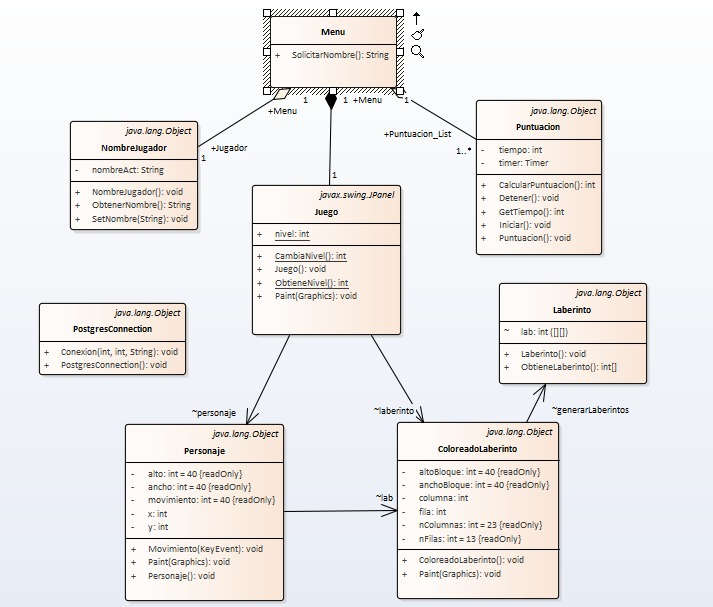 Menu
+ SolicitarNombre(): String
+Menu
1
1 +Menu
1
java.lang.Object
NombreJugador
- nombreAct: String
+ NombreJugador(): void
+ ObtenerNombre(): String
+ SetNombre(String): void
+Jugador
1
+Puntuacion_List
1..*
java.lang.Object
Puntuacion
- tiempo: int
- timer: Timer
+ CalcularPuntuacion(): int
+ Detener(): void
+ GetTiempo(): int
+ Iniciar(): void
+ Puntuacion(): void
1
javax.swing.JPanel
Juego
+ nivel: int
+ CambiaNivel(): int
+ Juego(): void
+ ObtieneNivel(): int
+ Paint(Graphics): void
java.lang.Object
PostgresConnection
+ Conexion(int, int, String): void
+ PostgresConnection(): void
java.lang.Object
Laberinto
~ lab: int ([][])
+ Laberinto(): void
+ ObtieneLaberinto(): int[]
~personaje
~laberinto
~generarLaberintos
java.lang.Object
Personaje
- alto: int = 40 {readOnly}
- ancho: int = 40 {readOnly}
- movimiento: int = 40 {readOnly}
- x: int
- y: int
+ Movimiento(KeyEvent): void
+ Paint(Graphics): void
+ Personaje(): void
~lab
java.lang.Object
ColoreadoLaberinto
- altoBloque: int = 40 {readOnly}
- anchoBloque: int = 40 {readOnly}
- columna: int
- fila: int
- nColumnas: int = 23 {readOnly}
- nFilas: int = 13 {readOnly}
+ ColoreadoLaberinto(): void
+ Paint(Graphics): void